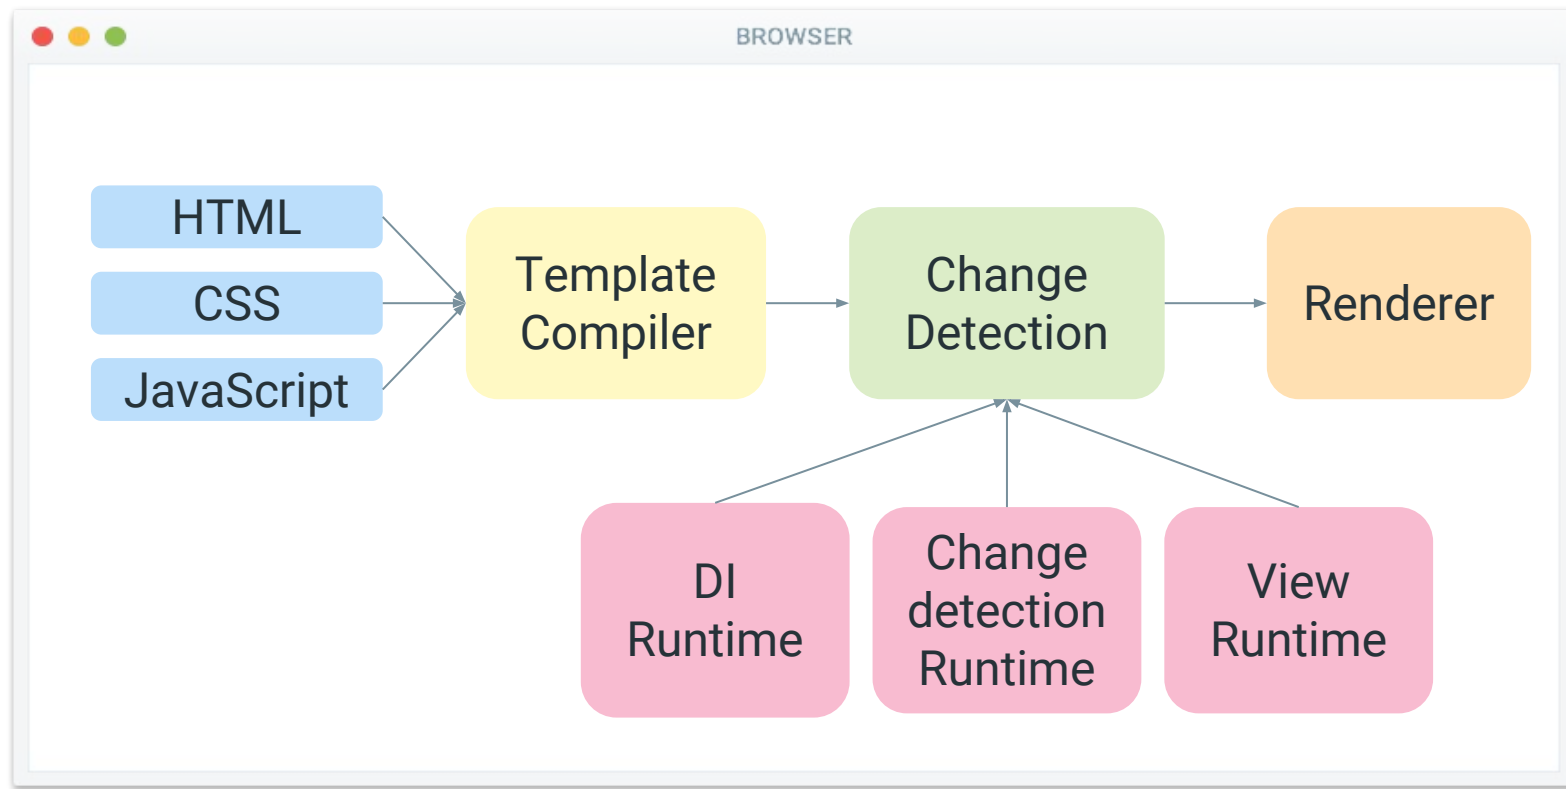 BROWSER
HTML
CSS
JavaScript
Template
Compiler
Change
Detection
Renderer
DI
Runtime
Change
detection
Runtime
View
Runtime